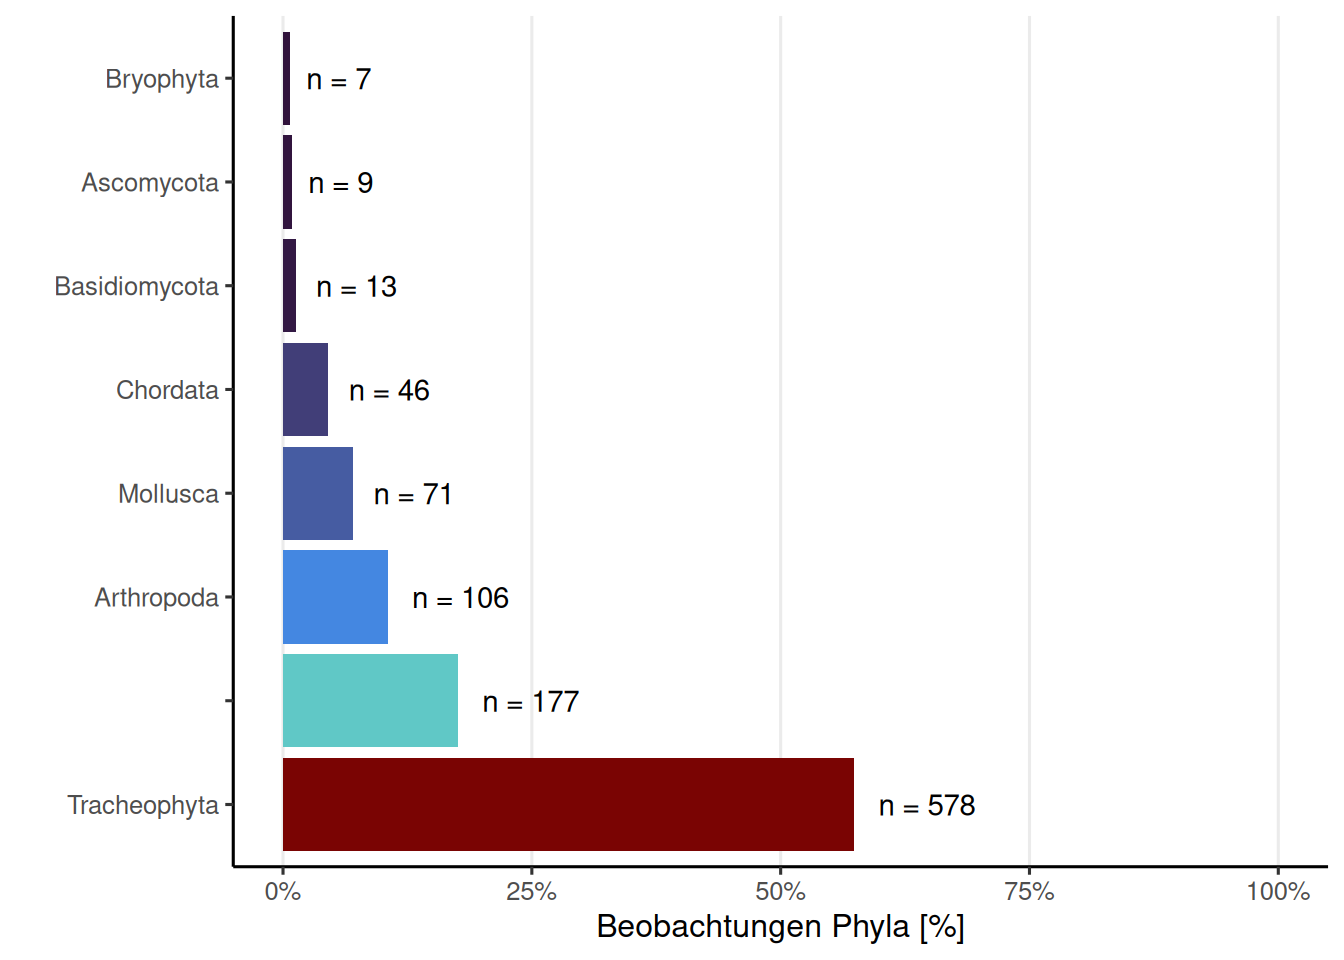 Bryophyta
n = 7
Ascomycota
n = 9
Basidiomycota
n = 13
Chordata
n = 46
Mollusca
n = 71
Arthropoda
n = 106
n = 177
Tracheophyta
n = 578
0% 25% 50% 75% 100%
Beobachtungen Phyla [%]